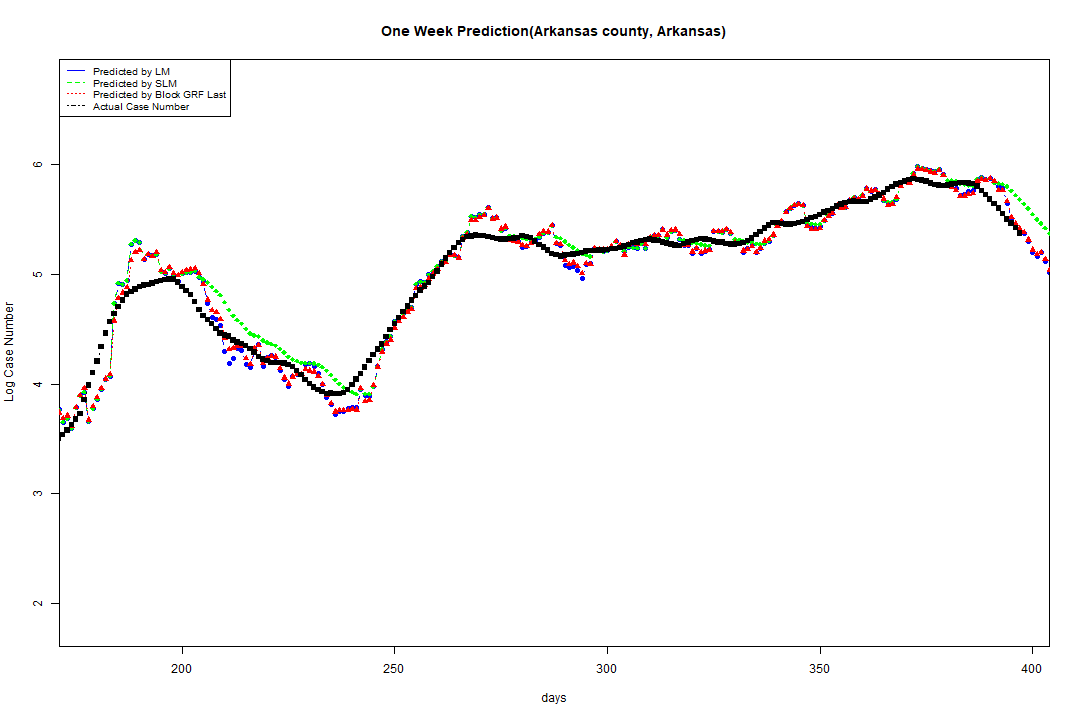 One Week Prediction(Arkansas county, Arkansas)
Predicted by LM
Predicted by SLM
Predicted by Block GRF Last
Actual Case Number
6
5
4
3
2
Log Case Number
200 250 300 350 400
days